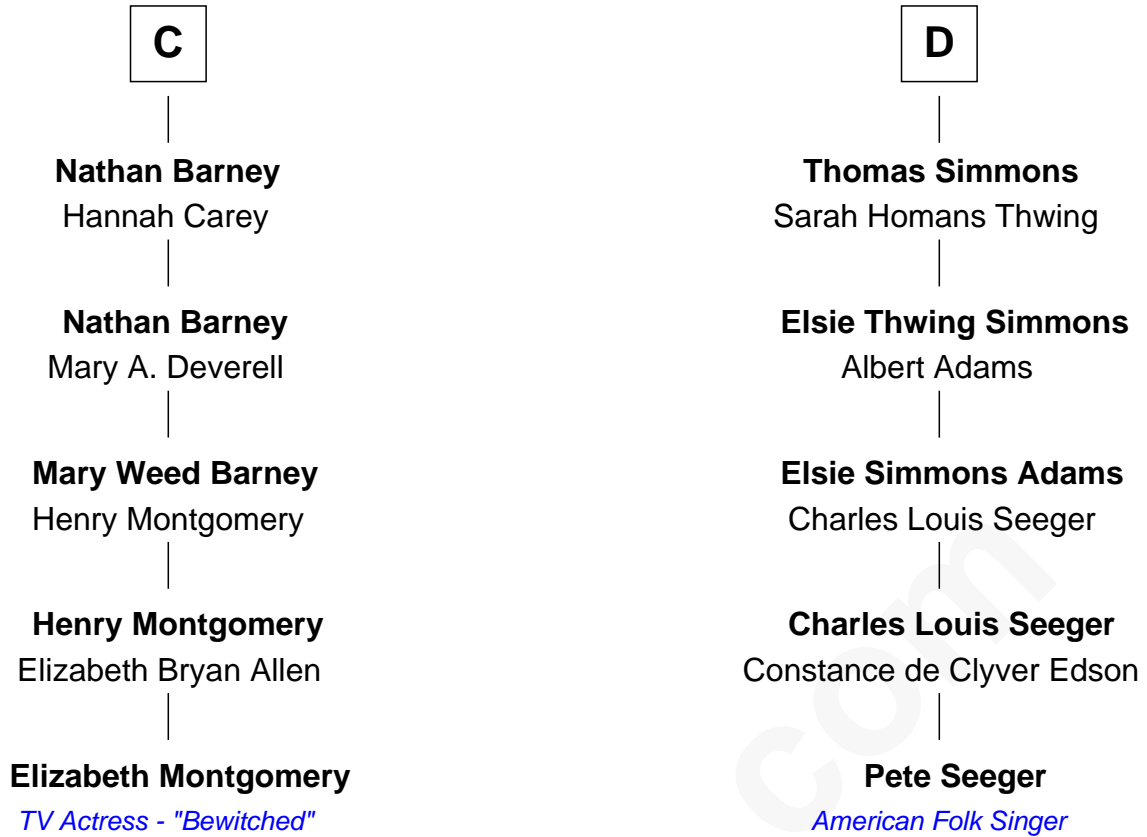 C
Nathan Barney
Hannah Carey
Nathan Barney
Mary A. Deverell
Mary Weed Barney
Henry Montgomery
Henry Montgomery
Elizabeth Bryan Allen
Elizabeth Montgomery
TV Actress - "Bewitched"
D
Thomas Simmons
Sarah Homans Thwing
Elsie Thwing Simmons
Albert Adams
Elsie Simmons Adams
Charles Louis Seeger
Charles Louis Seeger
Constance de Clyver Edson
Pete Seeger
American Folk Singer
com